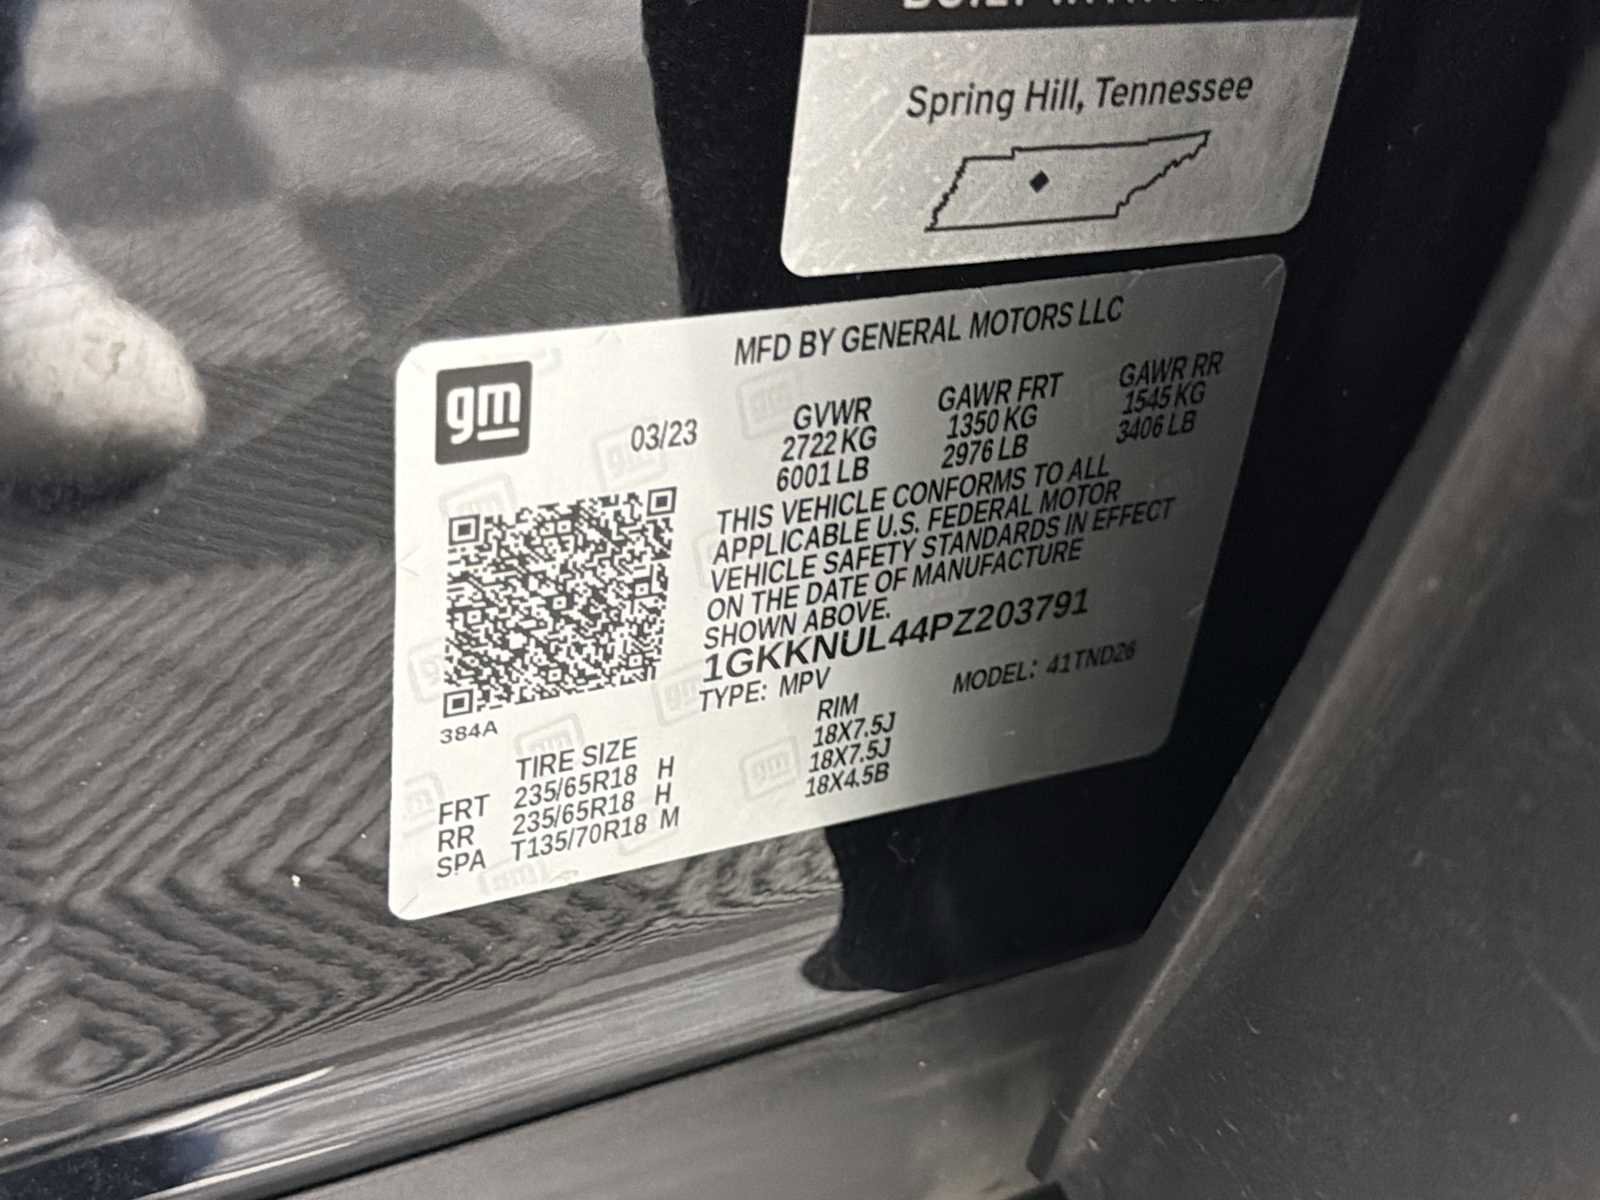 Spring Hill, Tennessee
MFD BY GENERAL MOTORS LLC
gm
03/23
GVWR GAWR FRT GAWR RR
2722 KG 1350 KG 1545 KG
6001 LB 2976 LB 3406 LB
THIS VEHICLE CONFORMS TO ALL
APPLICABLE U.S. FEDERAL MOTOR
VEHICLE SAFETY STANDARDS IN EFFECT
ON THE DATE OF MANUFACTURE
SHOWN ABOVE.
1GKKNUL44PZ203791
TYPE: MPV MODEL: 41TND26
384A
TIRE SIZE RIM
FRT 235/65R18 H 18X7.5J
RR 235/65R18 H 18X7.5J
SPA T135/70R18 M 18X4.5B